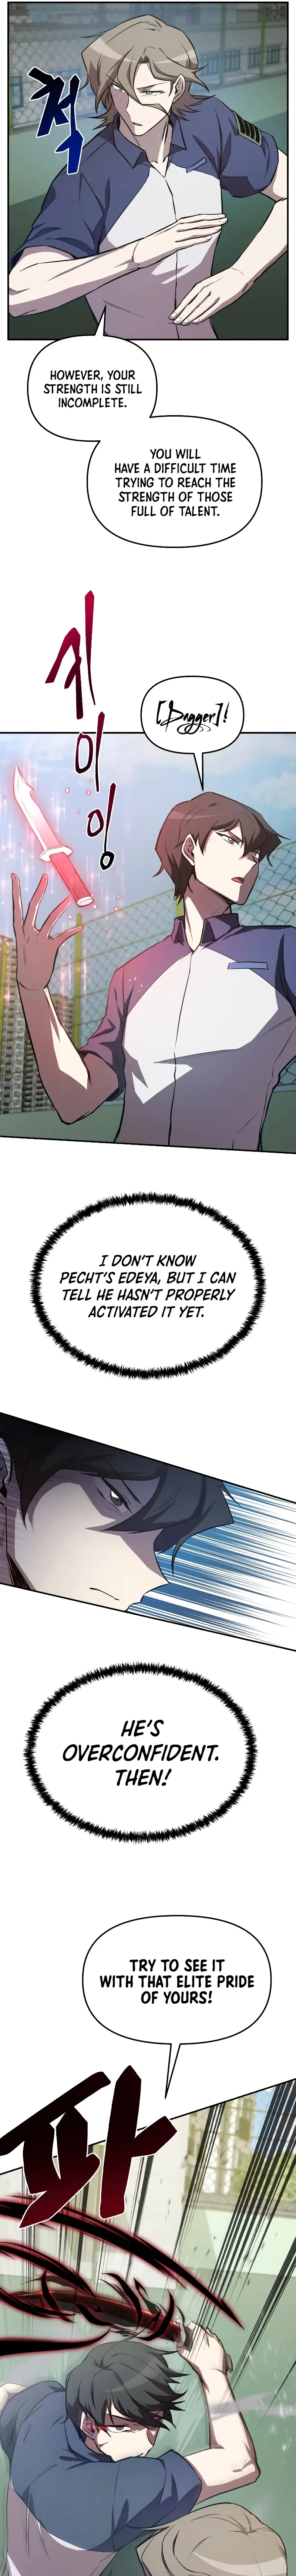 척
HOWEVER, YOUR
STRENGTH IS STILL
INCOMPLETE.
YOU WILL
HAVE A DIFFICULT TIME
TRYING TO REACH THE
STRENGTH OF THOSE
FULL OF TALENT.
[Dagger]!
키
이
잉
I DON'T KNOW
PECHT'S EDEYA, BUT I CAN
TELL HE HASN'T PROPERLY
ACTIVATED IT YET.
HE'S
OVERCONFIDENT.
THEN!
TRY TO SEE IT
WITH THAT ELITE PRIDE
OF YOURS!
파